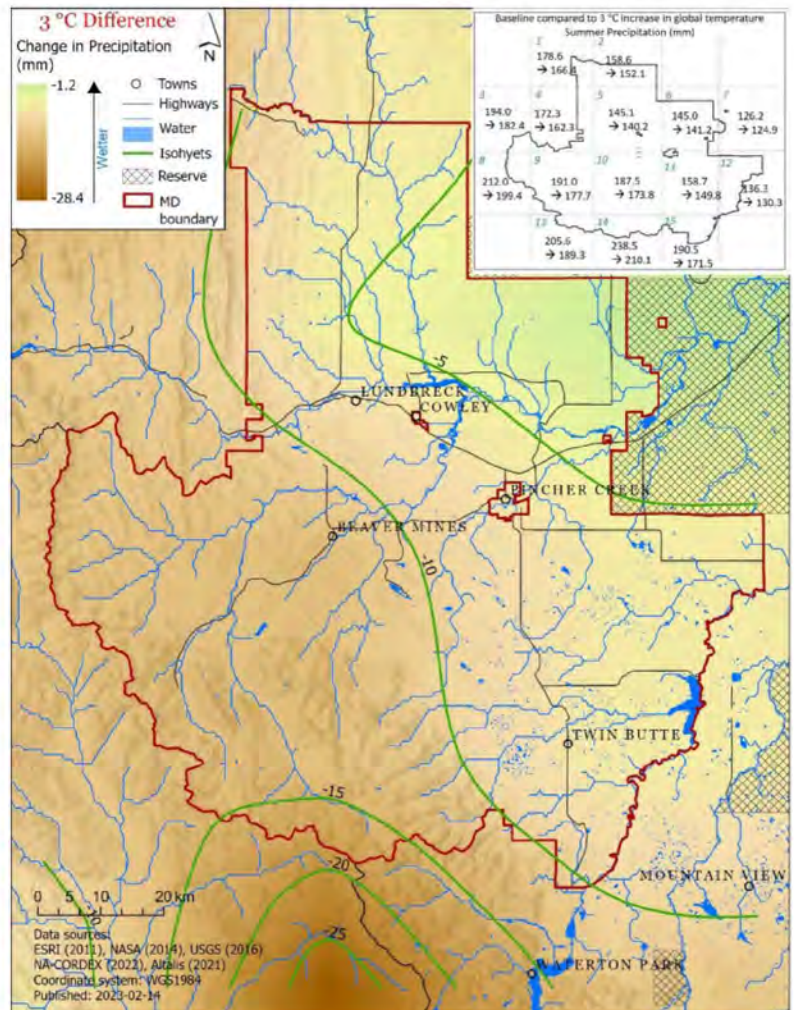 3 °C Difference
Change in Precipitation
(mm)
-1.2
Wetter
-28.4
N
Towns
Highways
Water
Isohyets
Reserve
MD
boundary
Baseline compared to 3 °C increase in global temperature
Summer Precipitation (mm)
1 2
178.6 → 166.4
158.6 → 152.1
3 4 5 6 7
194.0 → 182.4
172.3 → 162.3
145.1 → 140.2
145.0 → 141.2
126.2 → 124.9
8 9 10 11 12
212.0 → 199.4
191.0 → 177.7
187.5 → 173.8
158.7 → 149.8
136.3 → 130.3
13 14 15
205.6 → 189.3
238.5 → 210.1
190.5 → 171.5
-5
LUNDBRECK
COWLEY
PINCHER CREEK
BEAVER MINES
-10
TWIN BUTTE
-15
-20
MOUNTAIN VIEW
0 5 10 20 km
-10
-25
WATERTON PARK
Data sources:
ESRI (2011), NASA (2014), USGS (2016)
NA-CORDEX (2022), Altalis (2021)
Coordinate system: WGS1984
Published: 2023-02-14